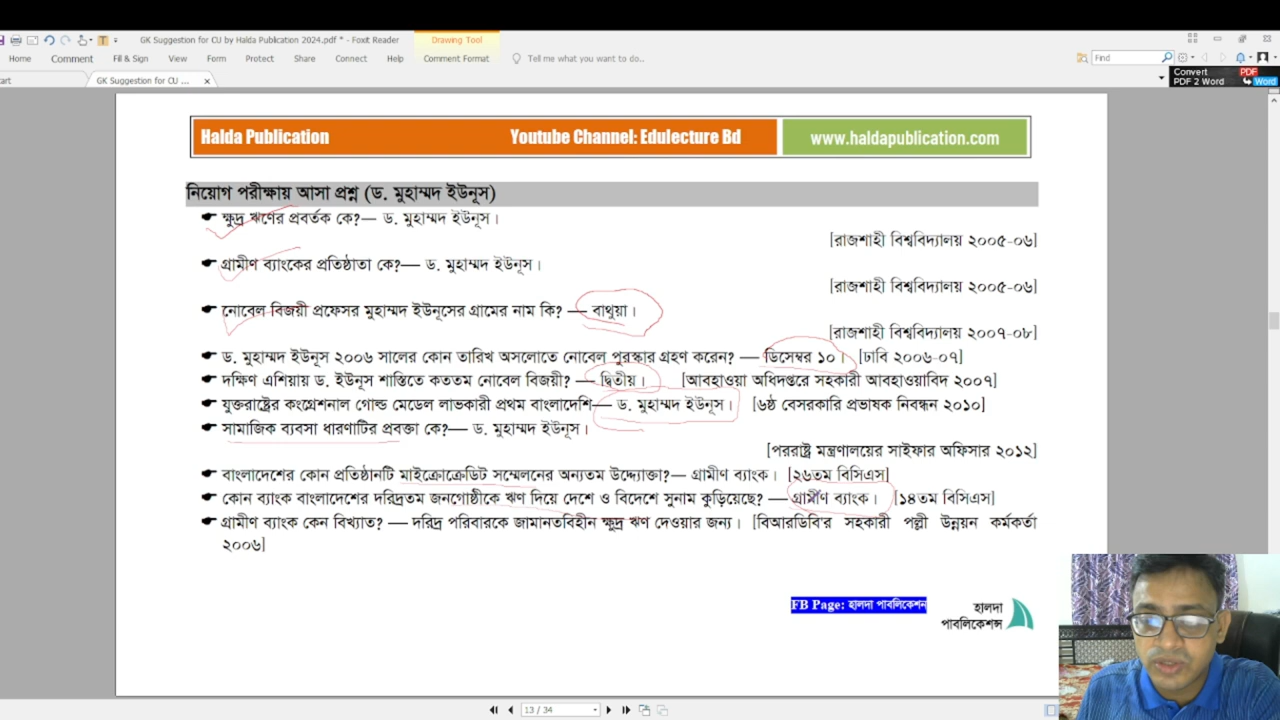 GK Suggestion for CU by Halda Publication 2024.pdf * - Foxit Reader
Drawing Tool
Home Comment Fill & Sign View Form Protect Share Connect Help Comment Format Tell me what you want to do.. Find
art GK Suggestion for CU ... ×
Convert PDF
PDF 2 Word Word
Halda Publication Youtube Channel: Edulecture Bd www.haldapublication.com
নিয়োগ পরীক্ষায় আসা প্রশ্ন (ড. মুহাম্মদ ইউনূস)
☛ ক্ষুদ্র ঋণের প্রবর্তক কে?— ড. মুহাম্মদ ইউনূস।
[রাজশাহী বিশ্ববিদ্যালয় ২০০৫-০৬]
☛ গ্রামীণ ব্যাংকের প্রতিষ্ঠাতা কে?— ড. মুহাম্মদ ইউনূস।
[রাজশাহী বিশ্ববিদ্যালয় ২০০৫-০৬]
☛ নোবেল বিজয়ী প্রফেসর মুহাম্মদ ইউনূসের গ্রামের নাম কি? — বাথুয়া।
[রাজশাহী বিশ্ববিদ্যালয় ২০০৭-০৮]
☛ ড. মুহাম্মদ ইউনূস ২০০৬ সালের কোন তারিখ অসলোতে নোবেল পুরস্কার গ্রহণ করেন? — ডিসেম্বর ১০। [ঢাবি ২০০৬-০৭]
☛ দক্ষিণ এশিয়ায় ড. ইউনূস শান্তিতে কততম নোবেল বিজয়ী? — দ্বিতীয়। [আবহাওয়া অধিদপ্তরে সহকারী আবহাওয়াবিদ ২০০৭]
☛ যুক্তরাষ্ট্রের কংগ্রেশনাল গোল্ড মেডেল লাভকারী প্রথম বাংলাদেশি— ড. মুহাম্মদ ইউনূস। [৬ষ্ঠ বেসরকারি প্রভাষক নিবন্ধন ২০১০]
☛ সামাজিক ব্যবসা ধারণাটির প্রবক্তা কে?— ড. মুহাম্মদ ইউনূস।
[পররাষ্ট্র মন্ত্রণালয়ের সাইফার অফিসার ২০১২]
☛ বাংলাদেশের কোন প্রতিষ্ঠানটি মাইক্রোক্রেডিট সম্মেলনের অন্যতম উদ্দ্যোক্তা?— গ্রামীণ ব্যাংক। [২৬তম বিসিএস]
☛ কোন ব্যাংক বাংলাদেশের দরিদ্রতম জনগোষ্ঠীকে ঋণ দিয়ে দেশে ও বিদেশে সুনাম কুড়িয়েছে? — গ্রামীণ ব্যাংক। [১৪তম বিসিএস]
☛ গ্রামীণ ব্যাংক কেন বিখ্যাত? — দরিদ্র পরিবারকে জামানতবিহীন ক্ষুদ্র ঋণ দেওয়ার জন্য। [বিআরডিবি'র সহকারী পল্লী উন্নয়ন কর্মকর্তা
২০০৬]
FB Page: হালদা পাবলিকেশন
হালদা
পাবলিকেশন্স
13 / 34